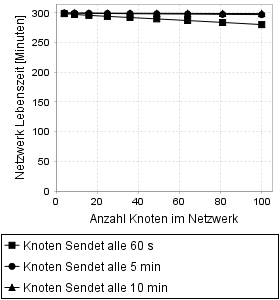 300
250
200
150
100
50
0
Netzwerk Lebenszeit [Minuten]
0 20 40 60 80 100
Anzahl Knoten im Netzwerk
Knoten Sendet alle 60 s
Knoten Sendet alle 5 min
Knoten Sendet alle 10 min